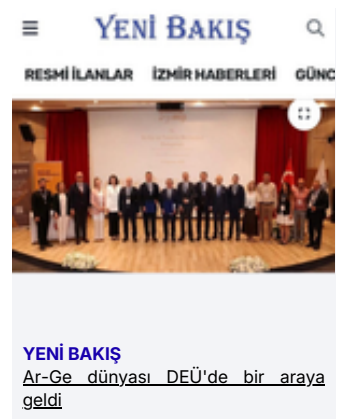 YENİ BAKIŞ
RESMİ İLANLAR İZMİR HABERLERİ GÜNC
YENİ BAKIŞ
Ar-Ge dünyası DEÜ'de bir araya
geldi